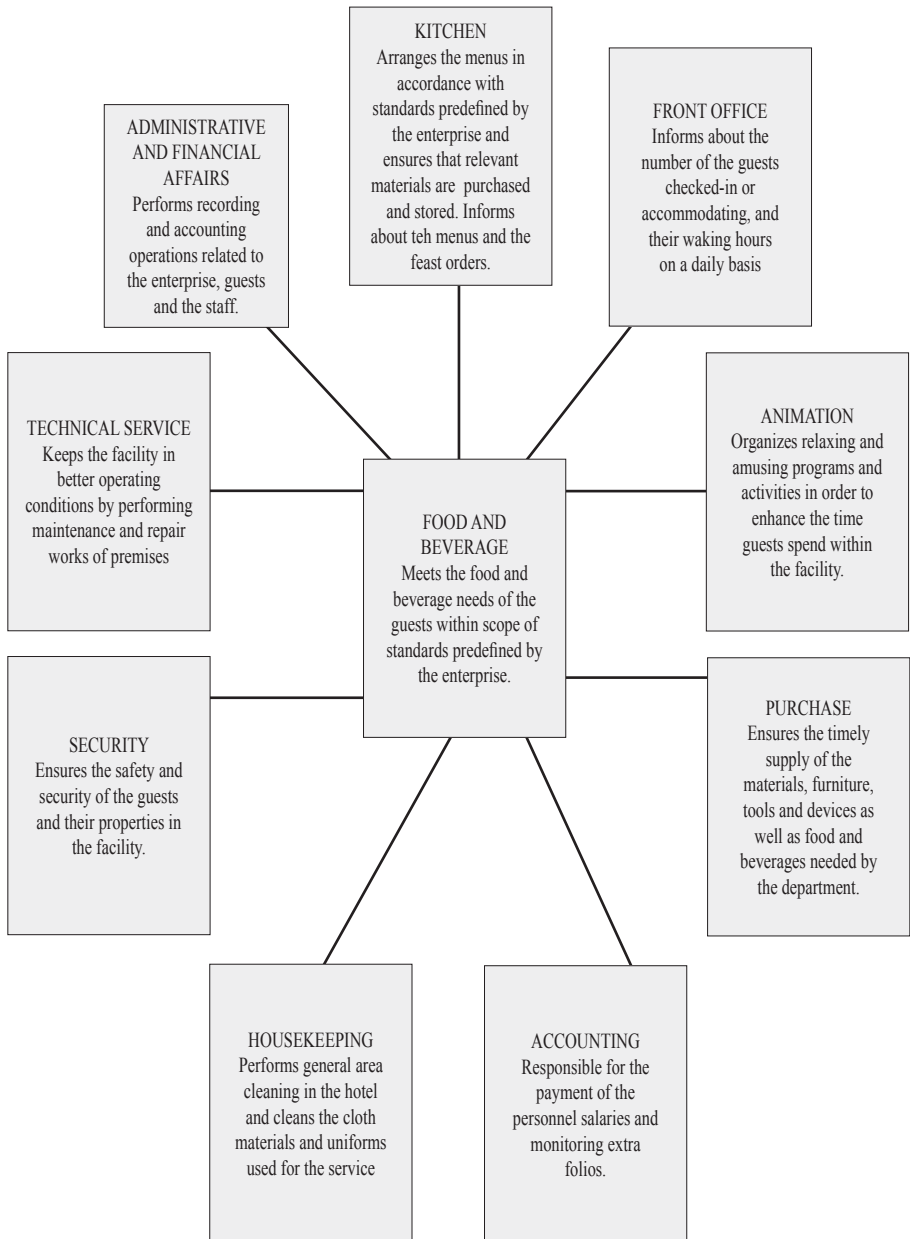 KITCHEN
Arranges the menus in
accordance with
standards predefined by
the enterprise and
ensures that relevant
materials are purchased
and stored. Informs
about teh menus and the
feast orders.
ADMINISTRATIVE
AND FINANCIAL
AFFAIRS
Performs recording
and accounting
operations related to
the enterprise, guests
and the staff.
FRONT OFFICE
Informs about the
number of the guests
checked-in or
accommodating, and
their waking hours
on a daily basis
TECHNICAL SERVICE
Keeps the facility in
better operating
conditions by performing
maintenance and repair
works of premises
ANIMATION
Organizes relaxing and
amusing programs and
activities in order to
enhance the time
guests spend within
the facility.
FOOD AND
BEVERAGE
Meets the food and
beverage needs of the
guests within scope of
standards predefined by
the enterprise.
SECURITY
Ensures the safety and
security of the guests
and their properties in
the facility.
PURCHASE
Ensures the timely
supply of the
materials, furniture,
tools and devices as
well as food and
beverages needed by
the department.
HOUSEKEEPING
Performs general area
cleaning in the hotel
and cleans the cloth
materials and uniforms
used for the service
ACCOUNTING
Responsible for the
payment of the
personnel salaries and
monitoring extra
folios.